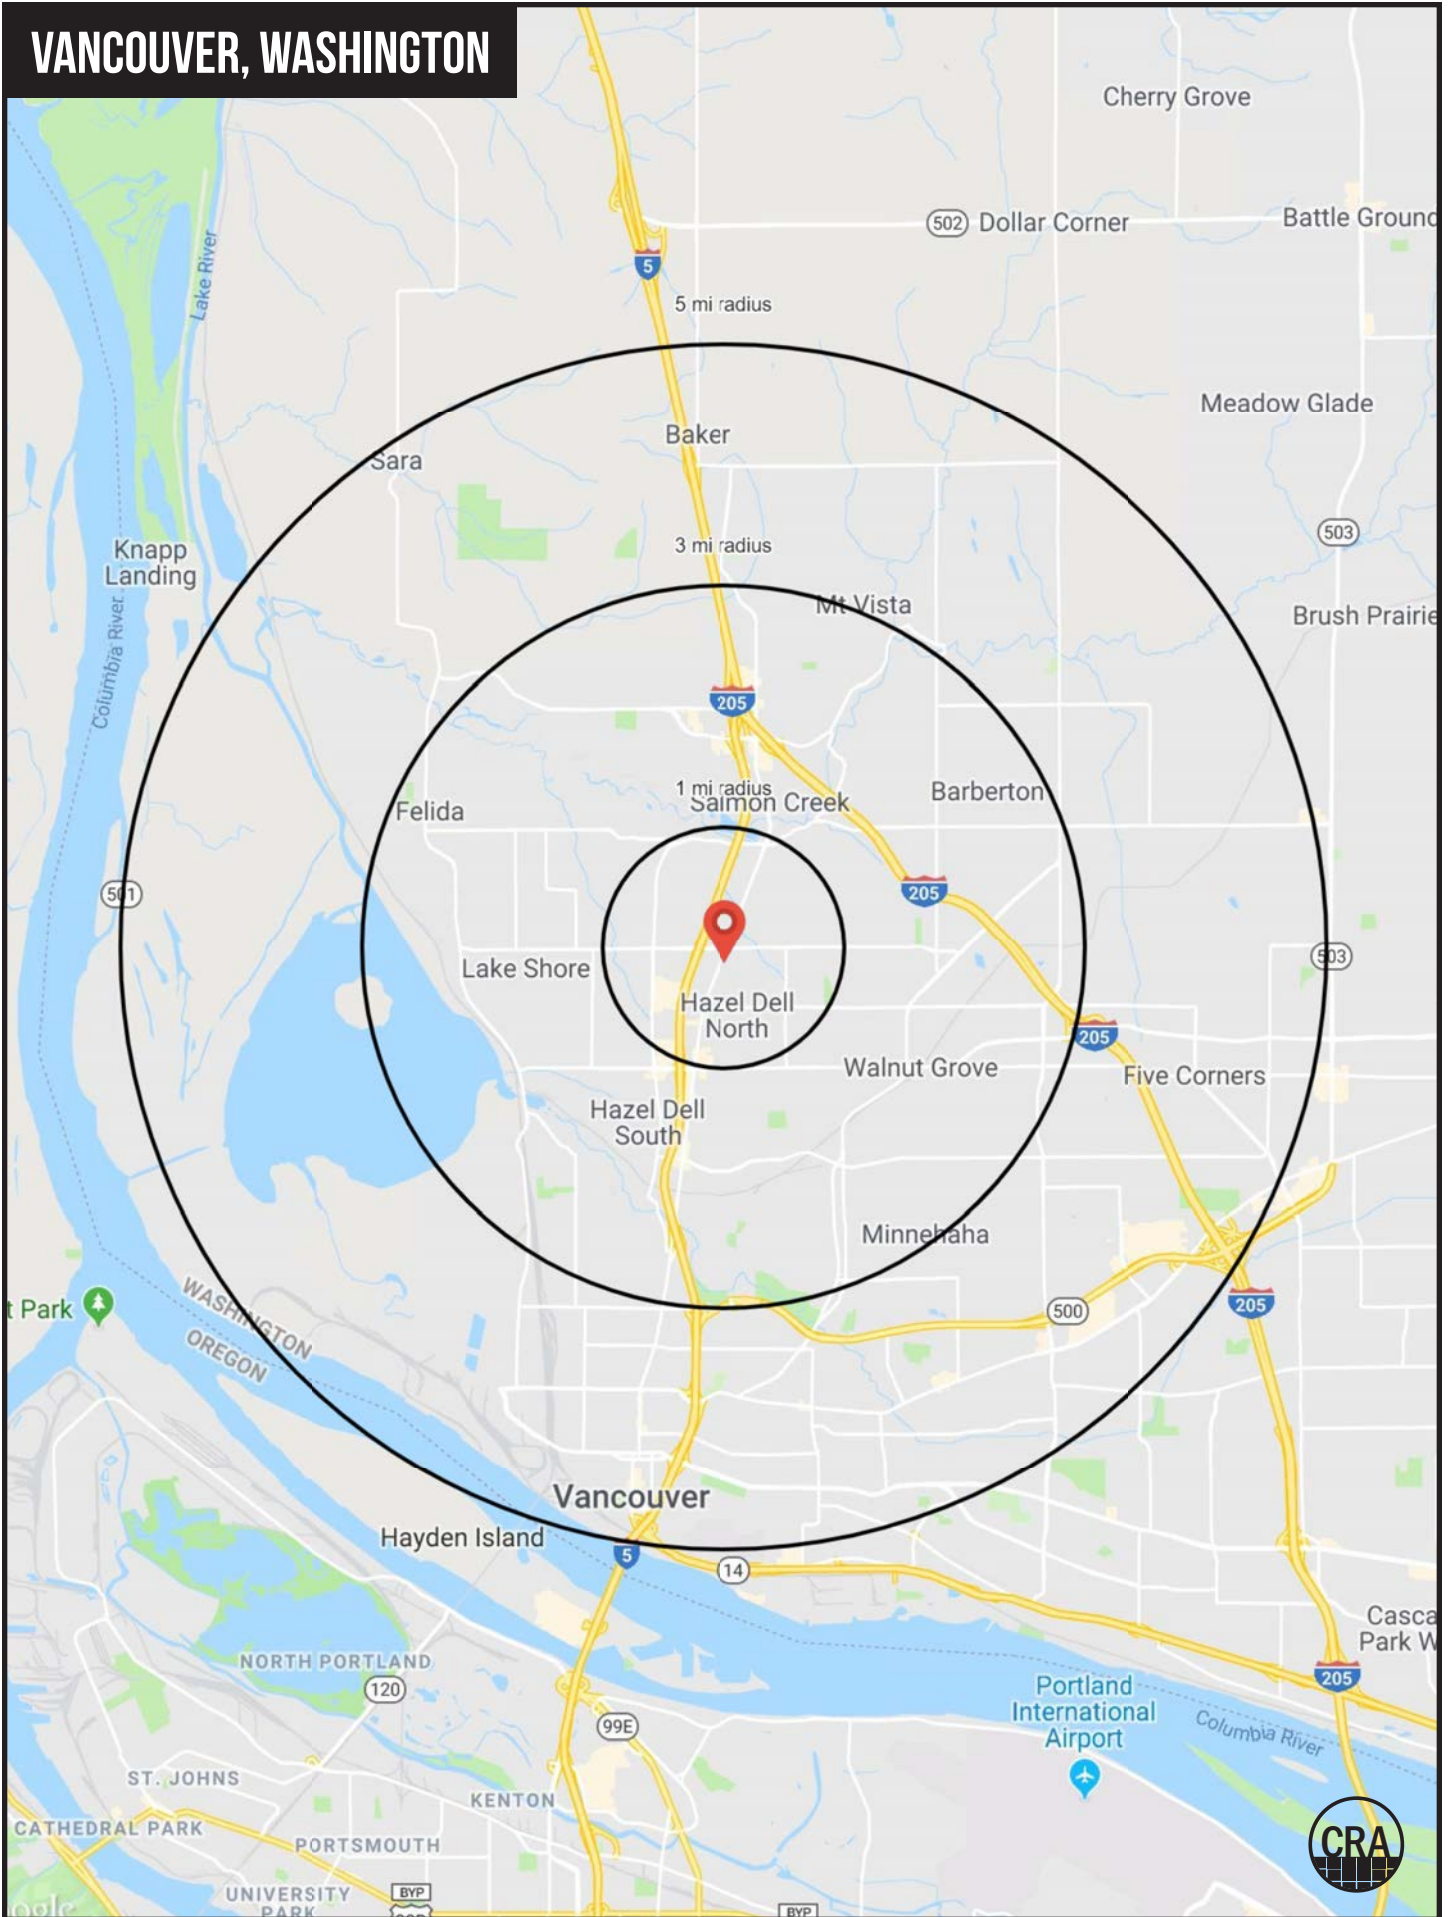 VANCOUVER, WASHINGTON
Cherry Grove
502
Dollar Corner
Battle Ground
Lake River
5
5 mi radius
Meadow Glade
Baker
Sara
503
3 mi radius
Knapp
Landing
Mt Vista
Brush Prairie
Columbia River
205
1 mi radius
Salmon Creek
Barberton
Felida
501
205
503
Lake Shore
Hazel Dell
North
205
Walnut Grove
Five Corners
Hazel Dell
South
Minnehaha
t Park
WASHINGTON
OREGON
500
205
Vancouver
Hayden Island
5
14
Casca
Park W
NORTH PORTLAND
120
205
Portland
International
Airport
99E
Columbia River
ST. JOHNS
KENTON
CATHEDRAL PARK
PORTSMOUTH
CRA
UNIVERSITY
PARK
BYP
BYP
ogle